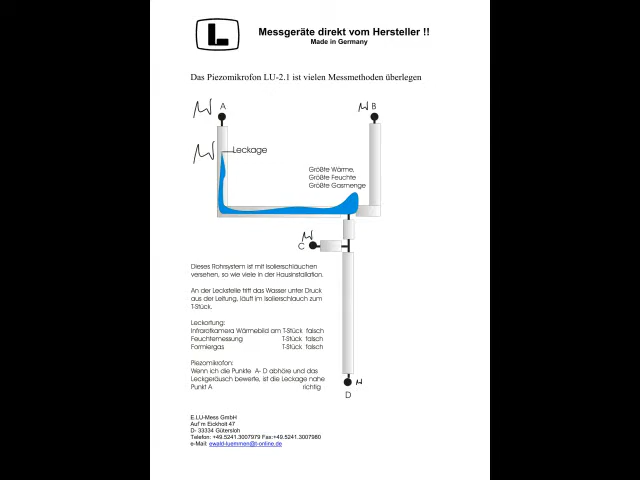 Messgeräte direkt vom Hersteller !!
Made in Germany
Das Piezomikrofon LU-2.1 ist vielen Messmethoden überlegen
A
B
Leckage
Größte Wärme,
Größte Feuchte
Größte Gasmenge
C
Dieses Rohrsystem ist mit Isolierschläuchen
versehen, so wie viele in der Hausinstallation.
An der Leckstelle tritt das Wasser unter Druck
aus der Leitung, läuft im Isolierschlauch zum
T-Stück.
Leckortung:
Infrarotkamera Wärmebild am T-Stück falsch
Feuchtemessung T-Stück falsch
Formiergas T-Stück falsch
Piezomikrofon:
Wenn ich die Punkte A- D abhöre und das
Leckgeräusch bewerte, ist die Leckage nahe
Punkt A richtig
D
E.LU-Mess GmbH
Auf'm Eickholt 47
D- 33334 Gütersloh
Telefon: +49.5241.3007979 Fax:+49.5241.3007980
e-Mail: ewald-luemmen@t-online.de